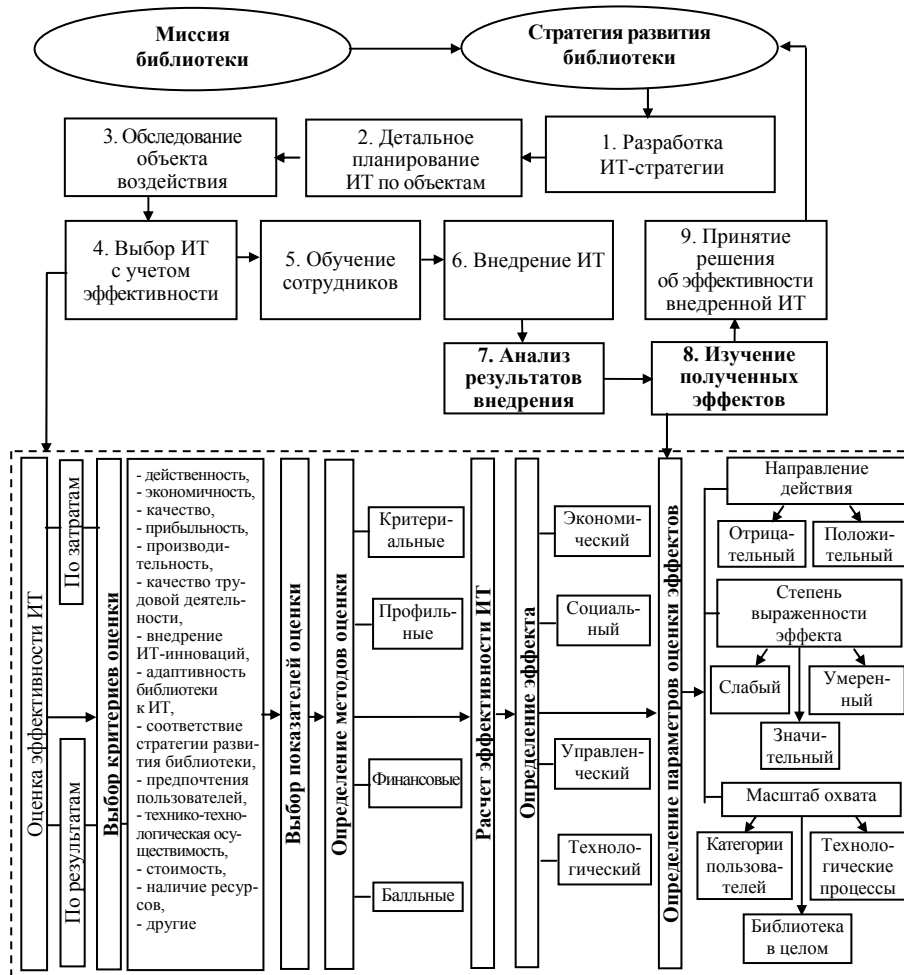 Миссия
библиотеки
Стратегия развития
библиотеки
3. Обследование
объекта
воздействия
2. Детальное
планирование
ИТ по объектам
1. Разработка
ИТ-стратегии
4. Выбор ИТ
с учетом
эффективности
5. Обучение
сотрудников
6. Внедрение ИТ
9. Принятие
решения
об эффективности
внедренной ИТ
7. Анализ
результатов
внедрения
8. Изучение
полученных
эффектов
Оценка эффективности ИТ
По затратам
По результатам
Выбор критериев оценки
- действенность,
- экономичность,
- качество,
- прибыльность,
- производи-
тельность,
- качество тру-
довой деятель-
ности,
- внедрение
ИТ-инноваций,
- адаптивность
библиотеки
к ИТ,
- соответствие
стратегии разви
тия библиотеки,
- предпочтения
пользователей,
- технико-техно-
логическая осу-
ществимость,
- стоимость,
- наличие ресур-
сов,
- другие
Выбор показателей оценки
Определение методов оценки
Критери-
альные
Профиль-
ные
Финансовые
Балльные
Расчет эффективности ИТ
Определение эффекта
Экономи-
ческий
Социаль-
ный
Управлен-
ческий
Техноло-
гический
Определение параметров оценки эффектов
Направление
действия
Отрица-
тельный
Положи-
тельный
Степень
выраженности
эффекта
Слабый
Умерен-
ный
Значи-
тельный
Масштаб охвата
Категории
пользова-
телей
Техноло-
гические
процессы
Библиотека
в целом